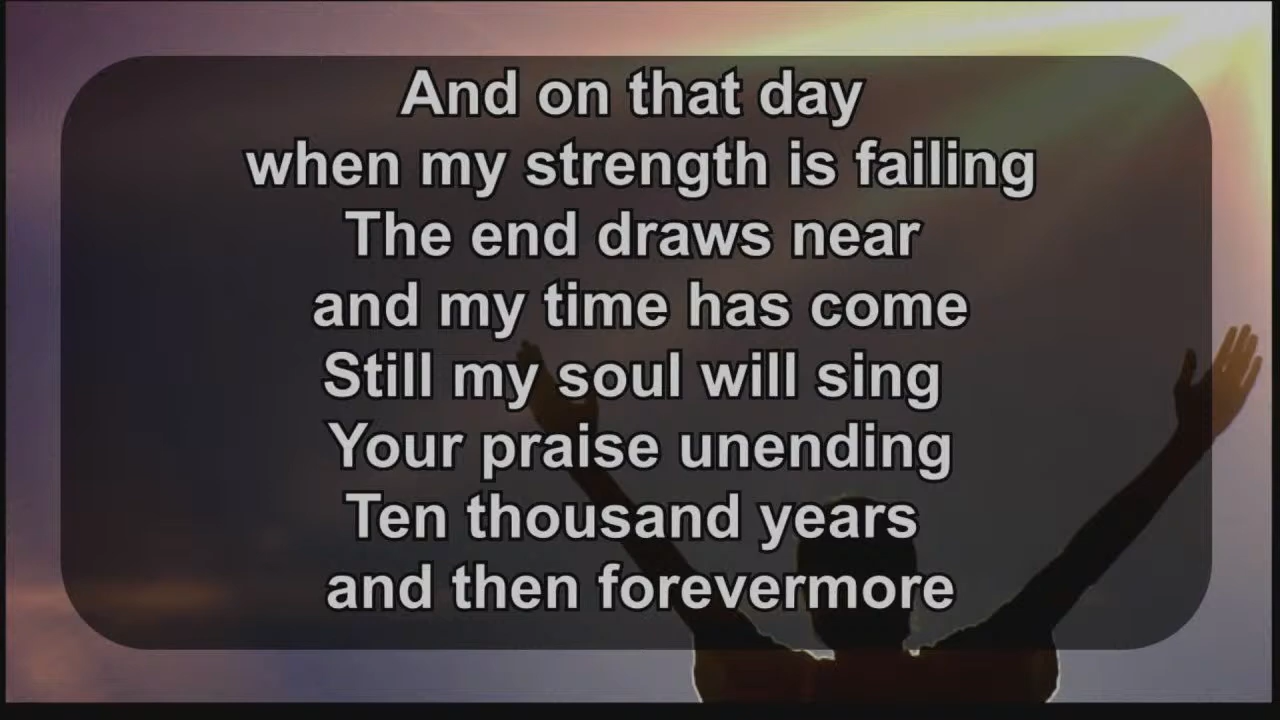 And on that day
when my strength is failing
The end draws near
and my time has come
Still my soul will sing
Your praise unending
Ten thousand years
and then forevermore